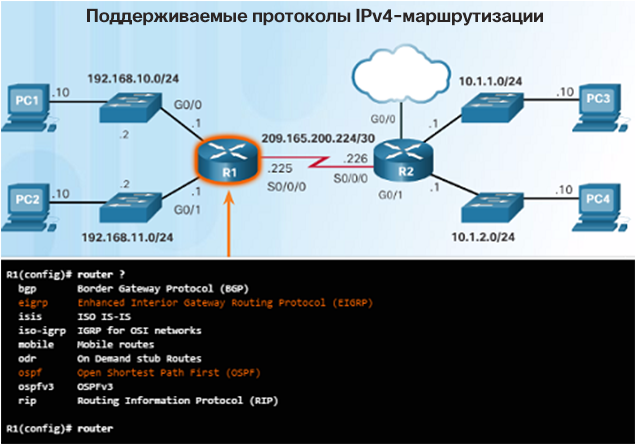 Поддерживаемые протоколы IPv4-маршрутизации
192.168.10.0/24
10.1.1.0/24
PC1
.10
G0/0
.1
.2
G0/0
.1
.10
PC3
209.165.200.224/30
R1
.225
S0/0/0
.226
S0/0/0
R2
PC2
.10
.2
.1
G0/1
G0/1
.1
.10
PC4
192.168.11.0/24
10.1.2.0/24
R1(config)# router ?
bgp Border Gateway Protocol (BGP)
eigrp Enhanced Interior Gateway Routing Protocol (EIGRP)
isis ISO IS-IS
iso-igrp IGRP for OSI networks
mobile Mobile routes
odr On Demand stub Routes
ospf Open Shortest Path First (OSPF)
ospfv3 OSPFv3
rip Routing Information Protocol (RIP)
R1(config)# router